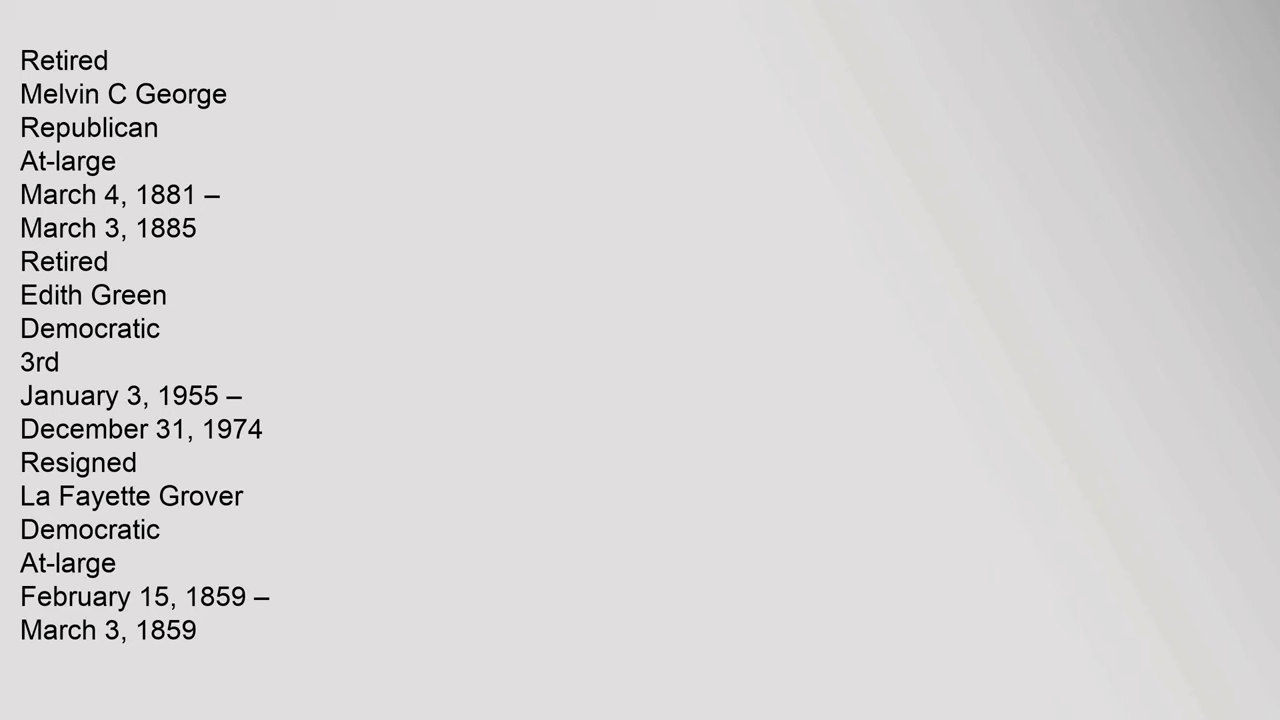 Retired
Melvin C George
Republican
At-large
March 4, 1881 –
March 3, 1885
Retired
Edith Green
Democratic
3rd
January 3, 1955 –
December 31, 1974
Resigned
La Fayette Grover
Democratic
At-large
February 15, 1859 –
March 3, 1859